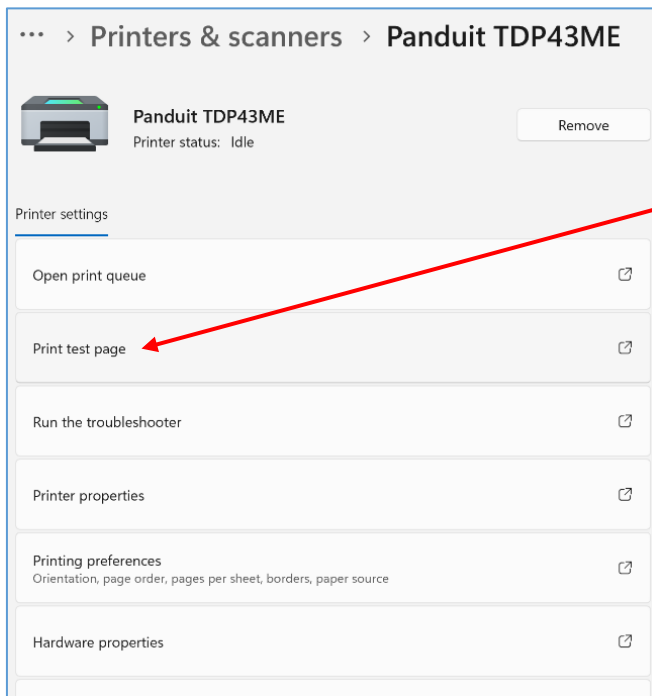 ... > Printers & scanners > Panduit TDP43ME
Panduit TDP43ME
Printer status: Idle
Remove
Printer settings
Open print queue
Print test page
Run the troubleshooter
Printer properties
Printing preferences
Orientation, page order, pages per sheet, borders, paper source
Hardware properties